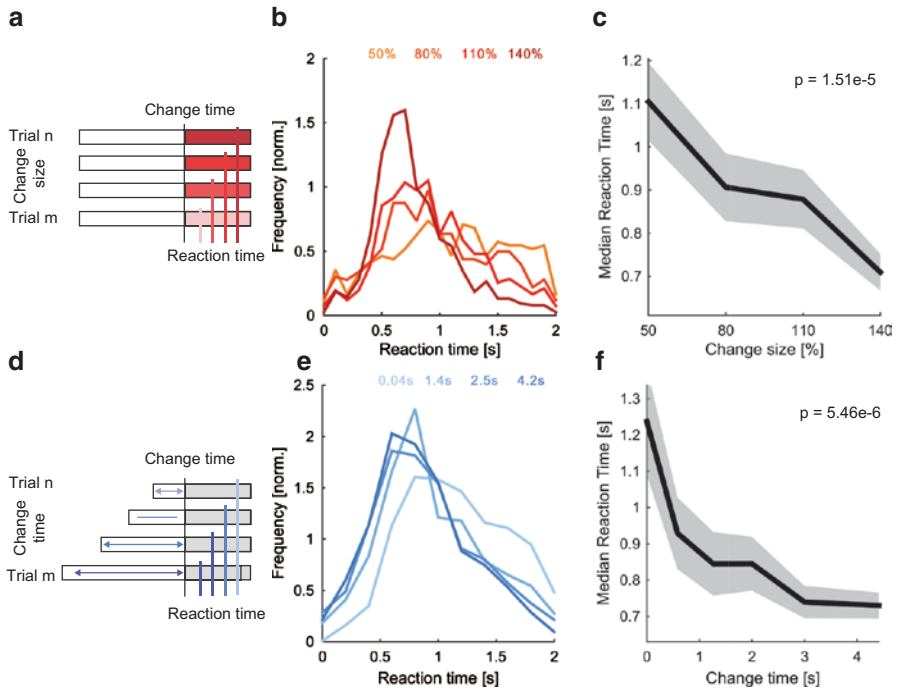 a
Change time
Trial n
Change size
Trial m
Reaction time
b
50% 80% 110% 140%
Frequency [norm.]
2
1.5
1
0.5
0
0 0.5 1 1.5 2
Reaction time [s]
c
p = 1.51e-5
Median Reaction Time [s]
1.2
1.1
1
0.9
0.8
0.7
50 80 110 140
Change size [%]
d
Change time
Trial n
Change time
Trial m
Reaction time
e
0.04s 1.4s 2.5s 4.2s
Frequency [norm.]
2.5
2
1.5
1
0.5
0
0 0.5 1 1.5 2
Reaction time [s]
f
p = 5.46e-6
Median Reaction Time [s]
1.3
1.2
1.1
1
0.9
0.8
0.7
0 1 2 3 4
Change time [s]